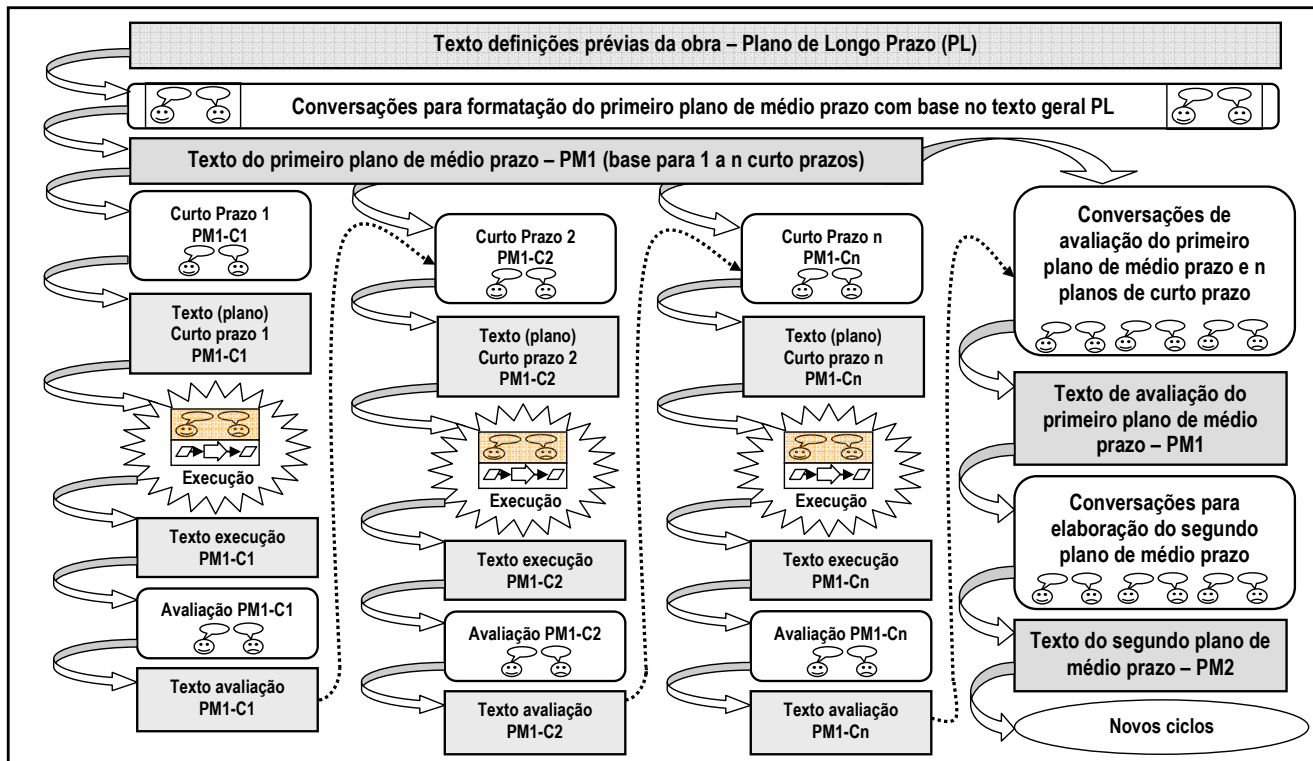 Texto definições prévias da obra – Plano de Longo Prazo (PL)
Conversações para formatação do primeiro plano de médio prazo com base no texto geral PL
Texto do primeiro plano de médio prazo – PM1 (base para 1 a n curto prazos)
Curto Prazo 1
PM1-C1
Texto (plano)
Curto prazo 1
PM1-C1
Execução
Texto execução
PM1-C1
Avaliação PM1-C1
Texto avaliação
PM1-C1
Curto Prazo 2
PM1-C2
Texto (plano)
Curto prazo 2
PM1-C2
Execução
Texto execução
PM1-C2
Avaliação PM1-C2
Texto avaliação
PM1-C2
Curto Prazo n
PM1-Cn
Texto (plano)
Curto prazo n
PM1-Cn
Execução
Texto execução
PM1-Cn
Avaliação PM1-Cn
Texto avaliação
PM1-Cn
Conversações de
avaliação do primeiro
plano de médio prazo e n
planos de curto prazo
Texto de avaliação do
primeiro plano de médio
prazo – PM1
Conversações para
elaboração do segundo
plano de médio prazo
Texto do segundo plano de
médio prazo – PM2
Novos ciclos